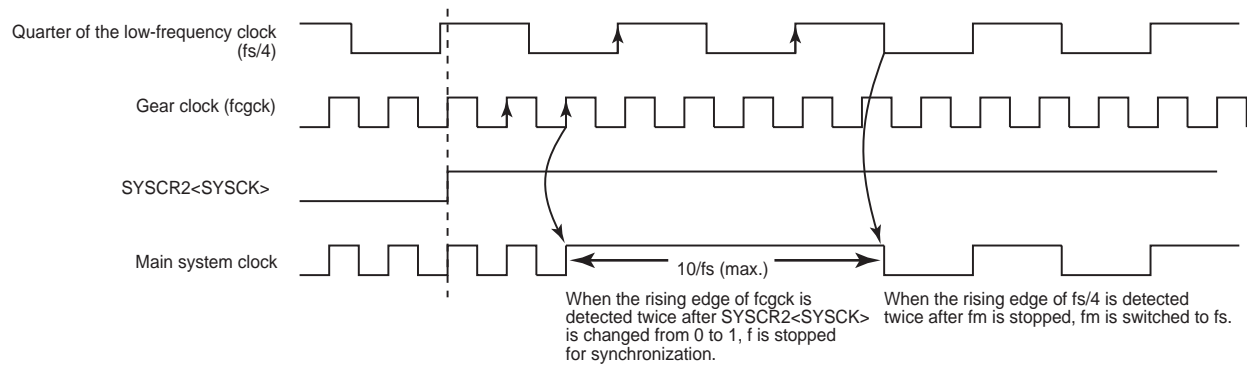 Quarter of the low-frequency clock
(fs/4)
Gear clock (fcgck)
SYSCR2<SYSCK>
Main system clock
10/fs (max.)
When the rising edge of fcgck is
detected twice after SYSCR2<SYSCK>
is changed from 0 to 1, f is stopped
for synchronization.
When the rising edge of fs/4 is detected
twice after fm is stopped, fm is switched to fs.